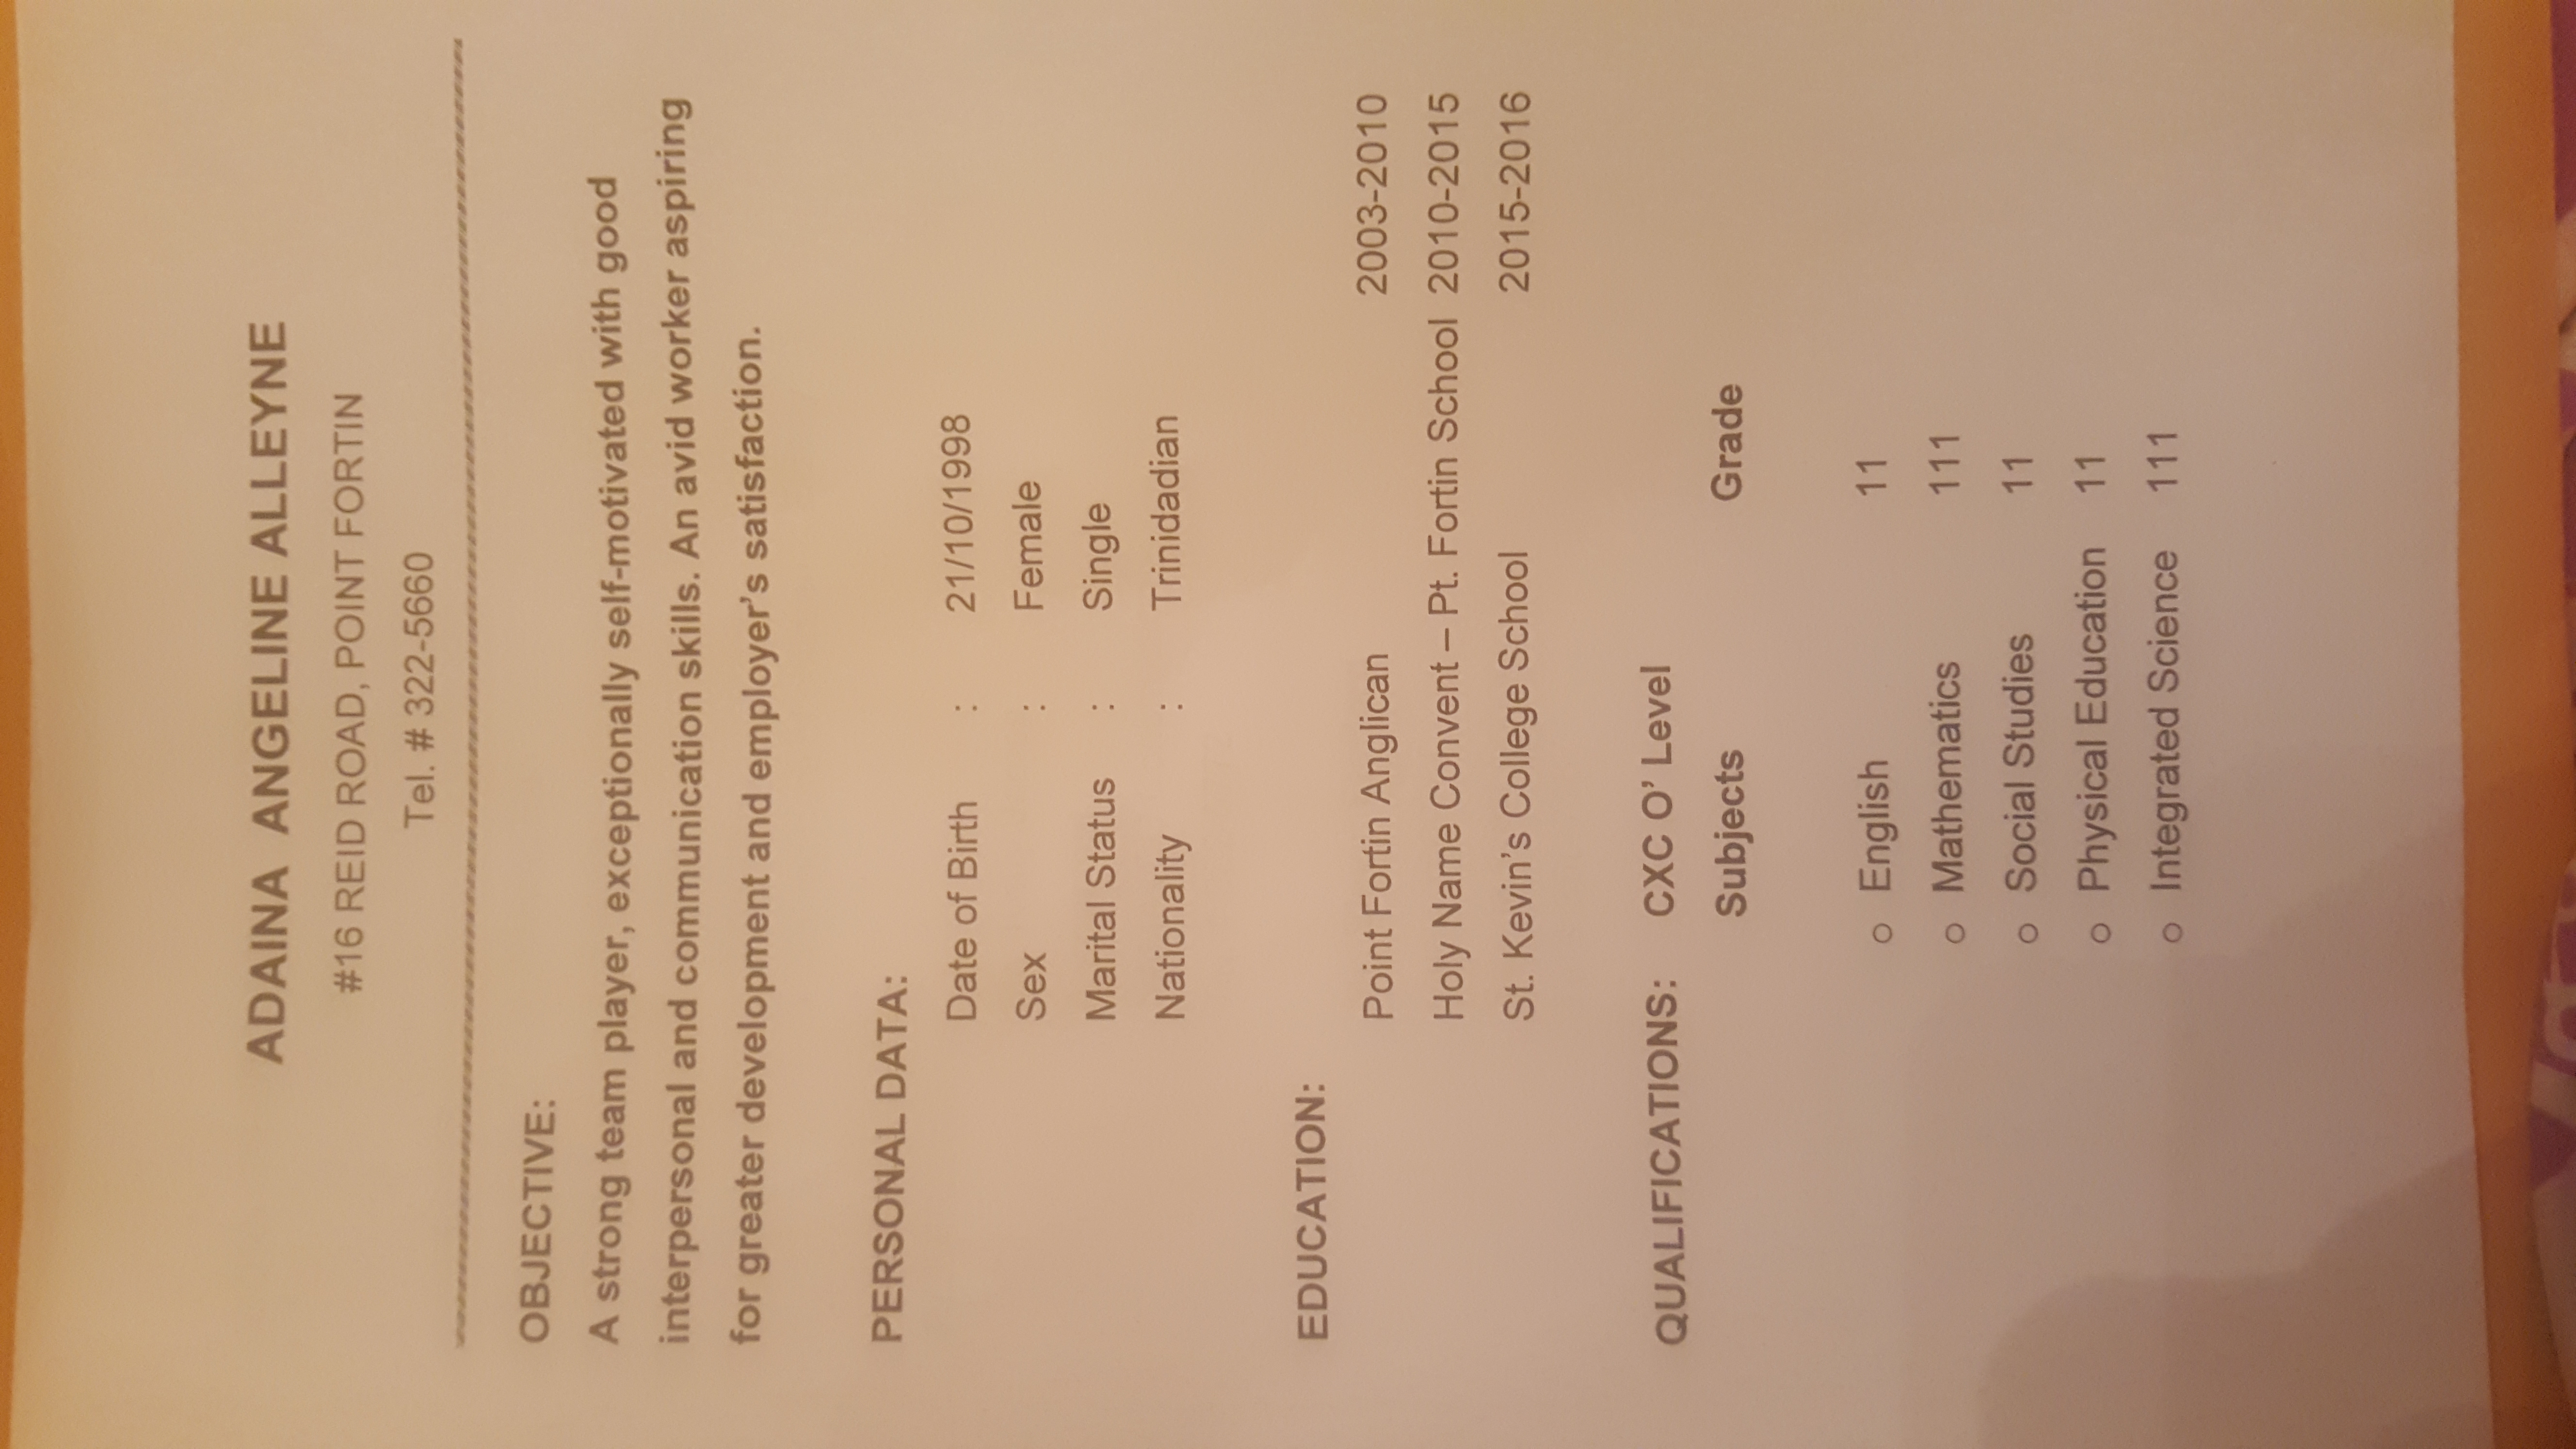 ADAINA ANGELINE ALLEYNE
#16 REID ROAD, POINT FORTIN
Tel. # 322-5660
OBJECTIVE:
A strong team player, exceptionally self-motivated with good
interpersonal and communication skills. An avid worker aspiring
for greater development and employer's satisfaction.
PERSONAL DATA:
Date of Birth : 21/10/1998
Sex : Female
Marital Status : Single
Nationality : Trinidadian
EDUCATION:
Point Fortin Anglican 2003-2010
Holy Name Convent – Pt. Fortin School 2010-2015
St. Kevin's College School 2015-2016
QUALIFICATIONS: CXC O' Level
Subjects Grade
o English 11
o Mathematics 111
o Social Studies 11
o Physical Education 11
o Integrated Science 111